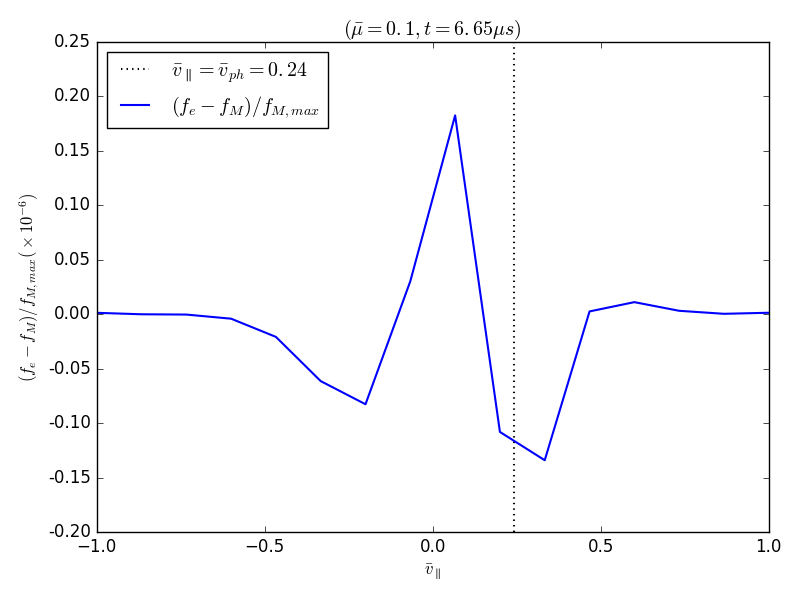 (μ̄ = 0.1, t = 6.65μs)
v̄∥ = v̄ph = 0.24
(fe − fM)/fM,max
(fe − fM)/fM,max(×10⁻⁶)
0.25
0.20
0.15
0.10
0.05
0.00
-0.05
-0.10
-0.15
-0.20
−1.0 −0.5 0.0 0.5 1.0
v̄∥